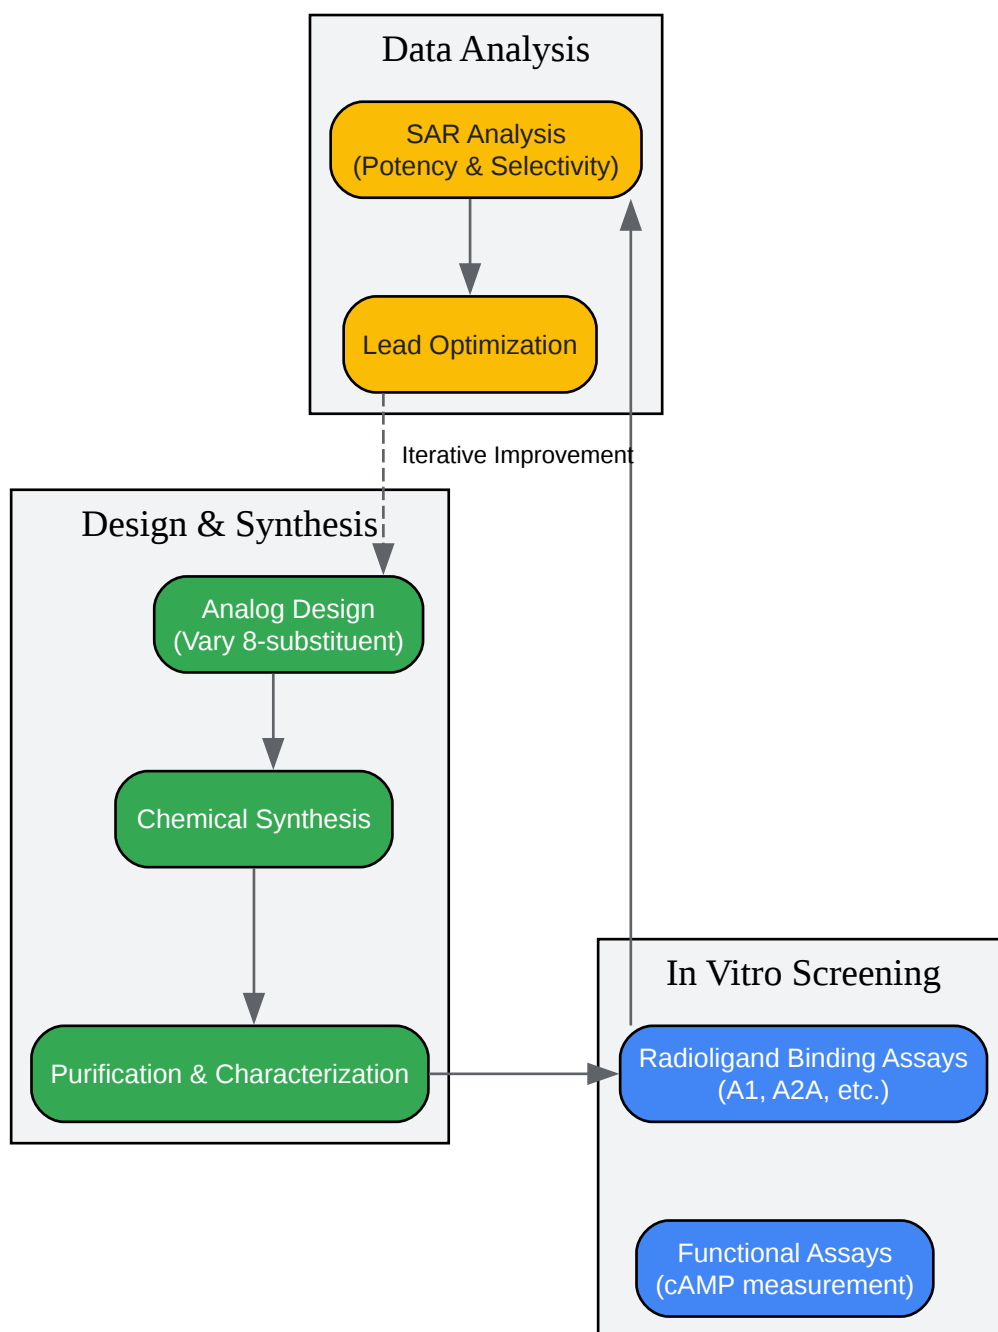 Data Analysis
SAR Analysis
(Potency & Selectivity)
Lead Optimization
Iterative Improvement
Design & Synthesis
Analog Design
(Vary 8-substituent)
Chemical Synthesis
Purification & Characterization
In Vitro Screening
Radioligand Binding Assays
(A1, A2A, etc.)
Functional Assays
(cAMP measurement)